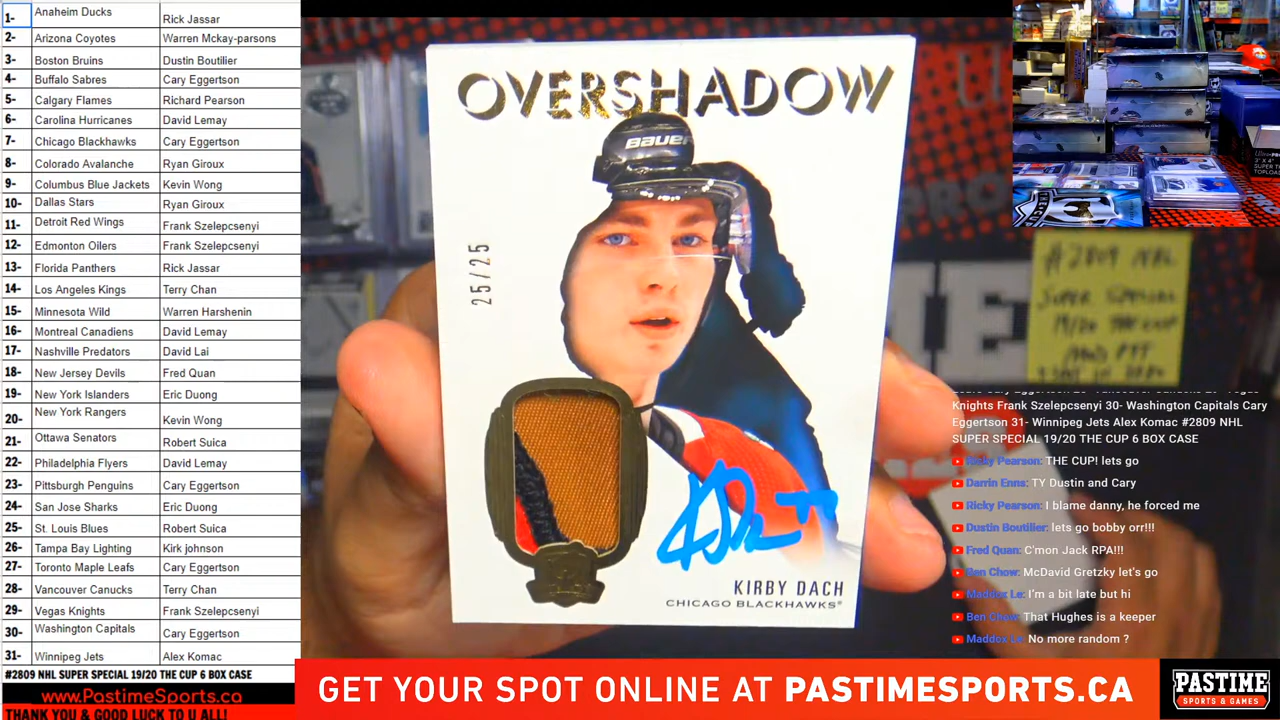 1- Anaheim Ducks Rick Jassar
2- Arizona Coyotes Warren Mckay-parsons
3- Boston Bruins Dustin Boutilier
4- Buffalo Sabres Cary Eggertson
5- Calgary Flames Richard Pearson
6- Carolina Hurricanes David Lemay
7- Chicago Blackhawks Cary Eggertson
8- Colorado Avalanche Ryan Giroux
9- Columbus Blue Jackets Kevin Wong
10- Dallas Stars Ryan Giroux
11- Detroit Red Wings Frank Szelepcsenyi
12- Edmonton Oilers Frank Szelepcsenyi
13- Florida Panthers Rick Jassar
14- Los Angeles Kings Terry Chan
15- Minnesota Wild Warren Harshenin
16- Montreal Canadiens David Lemay
17- Nashville Predators David Lai
18- New Jersey Devils Fred Quan
19- New York Islanders Eric Duong
20- New York Rangers Kevin Wong
21- Ottawa Senators Robert Suica
22- Philadelphia Flyers David Lemay
23- Pittsburgh Penguins Cary Eggertson
24- San Jose Sharks Eric Duong
25- St. Louis Blues Robert Suica
26- Tampa Bay Lighting Kirk johnson
27- Toronto Maple Leafs Cary Eggertson
28- Vancouver Canucks Terry Chan
29- Vegas Knights Frank Szelepcsenyi
30- Washington Capitals Cary Eggertson
31- Winnipeg Jets Alex Komac
#2809 NHL SUPER SPECIAL 19/20 THE CUP 6 BOX CASE
www.PastimeSports.ca
THANK YOU & GOOD LUCK TO U ALL!
OVERSHADOW
BAUER
25/25
KIRBY DACH
CHICAGO BLACKHAWKS®
THE CUP
#2809 NHL
SUPER SPECIAL
Knights Frank Szelepcsenyi 30- Washington Capitals Cary
Eggertson 31- Winnipeg Jets Alex Komac #2809 NHL
SUPER SPECIAL 19/20 THE CUP 6 BOX CASE
Ricky Pearson: THE CUP! lets go
Darrin Enns: TY Dustin and Cary
Ricky Pearson: I blame danny, he forced me
Dustin Boutilier: lets go bobby orr!!!
Fred Quan: C'mon Jack RPA!!!
Ben Chow: McDavid Gretzky let's go
Maddox Le: I'm a bit late but hi
Ben Chow: That Hughes is a keeper
Maddox Le: No more random ?
GET YOUR SPOT ONLINE AT PASTIMESPORTS.CA
PASTIME
SPORTS & GAMES